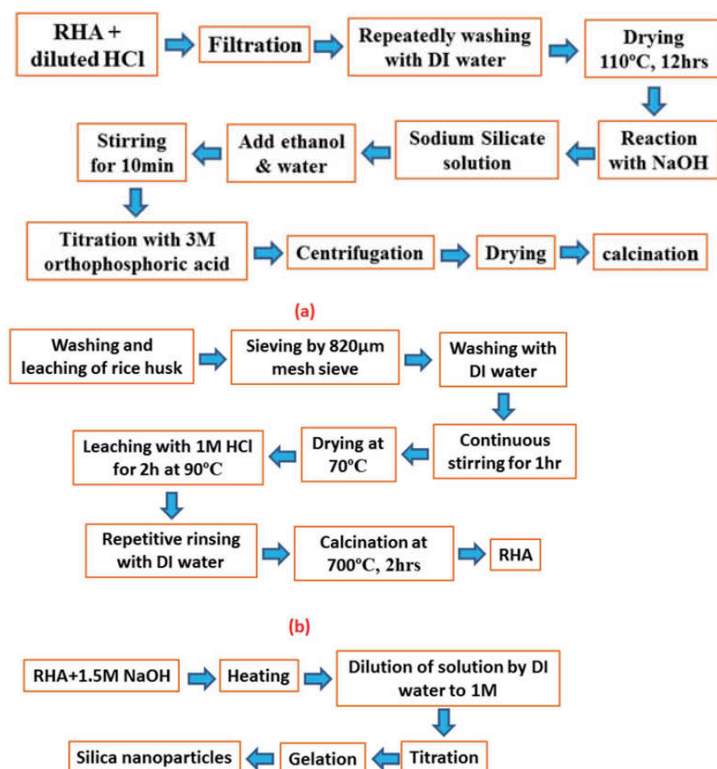 RHA +
diluted HCl
Filtration
Repeatedly washing
with DI water
Drying
110°C, 12hrs
Reaction
with NaOH
Sodium Silicate
solution
Add ethanol
& water
Stirring
for 10min
Titration with 3M
orthophosphoric acid
Centrifugation
Drying
calcination
(a)
Washing and
leaching of rice husk
Sieving by 820µm
mesh sieve
Washing with
DI water
Continuous
stirring for 1hr
Drying at
70°C
Leaching with 1M HCl
for 2h at 90°C
Repetitive rinsing
with DI water
Calcination at
700°C, 2hrs
RHA
(b)
RHA+1.5M NaOH
Heating
Dilution of solution by DI
water to 1M
Titration
Gelation
Silica nanoparticles